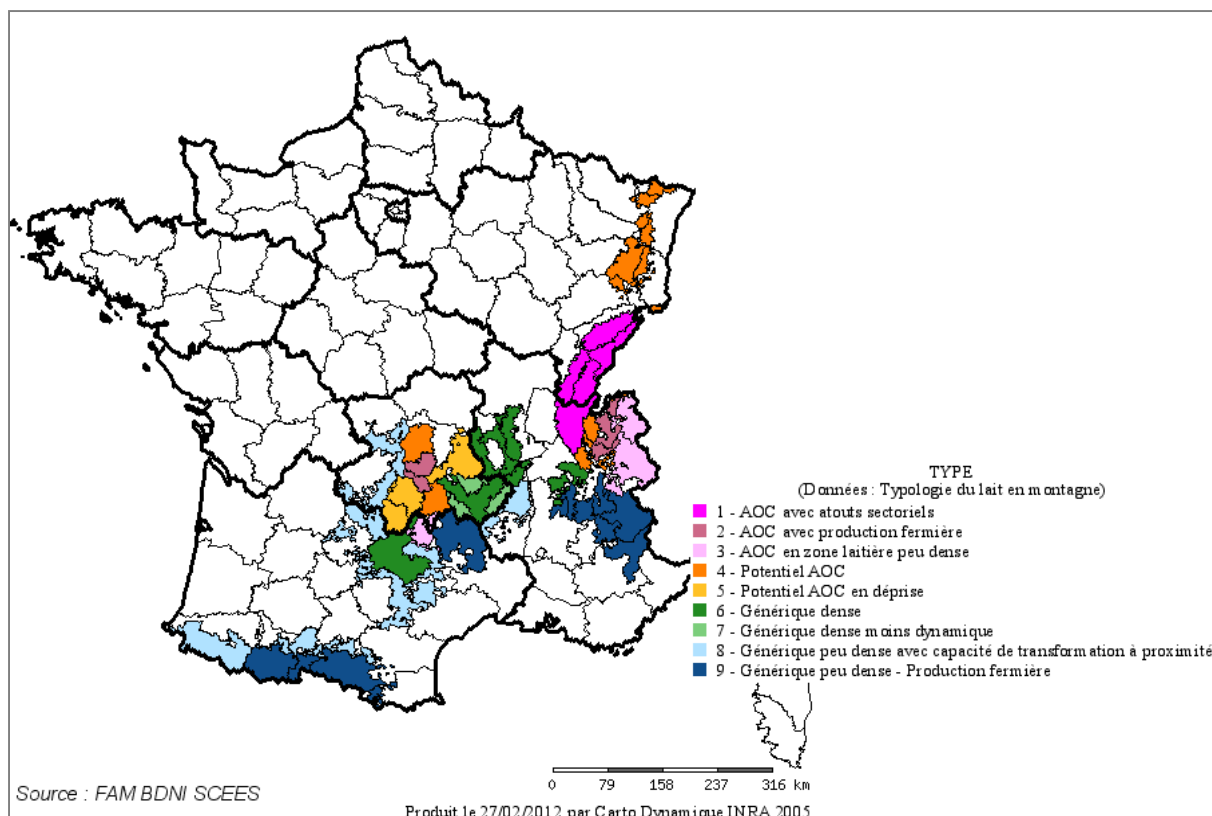 TYPE
(Données : Typologie du lait en montagne)
1 - AOC avec atouts sectoriels
2 - AOC avec production fermière
3 - AOC en zone laitière peu dense
4 - Potentiel AOC
5 - Potentiel AOC en déprise
6 - Générique dense
7 - Générique dense moins dynamique
8 - Générique peu dense avec capacité de transformation à proximité
9 - Générique peu dense - Production fermière
0 79 158 237 316 km
Source : FAM BDNI SCEES
Produit le 27/02/2012 par Carto Dynamique INRA 2005